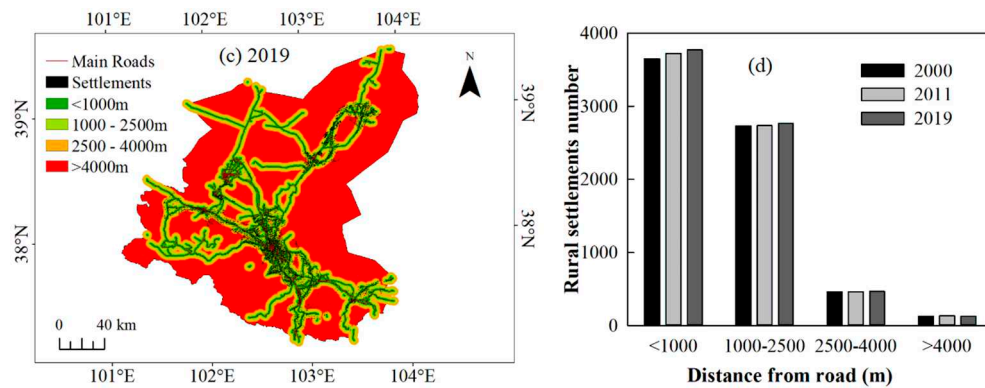 101°E 102°E 103°E 104°E
(c) 2019
N
Main Roads
Settlements
<1000m
1000 - 2500m
2500 - 4000m
>4000m
39°N 39°N
38°N 38°N
0 40 km
101°E 102°E 103°E 104°E
(d)
2000
2011
2019
Rural settlements number
4000
3000
2000
1000
0
<1000 1000-2500 2500-4000 >4000
Distance from road (m)